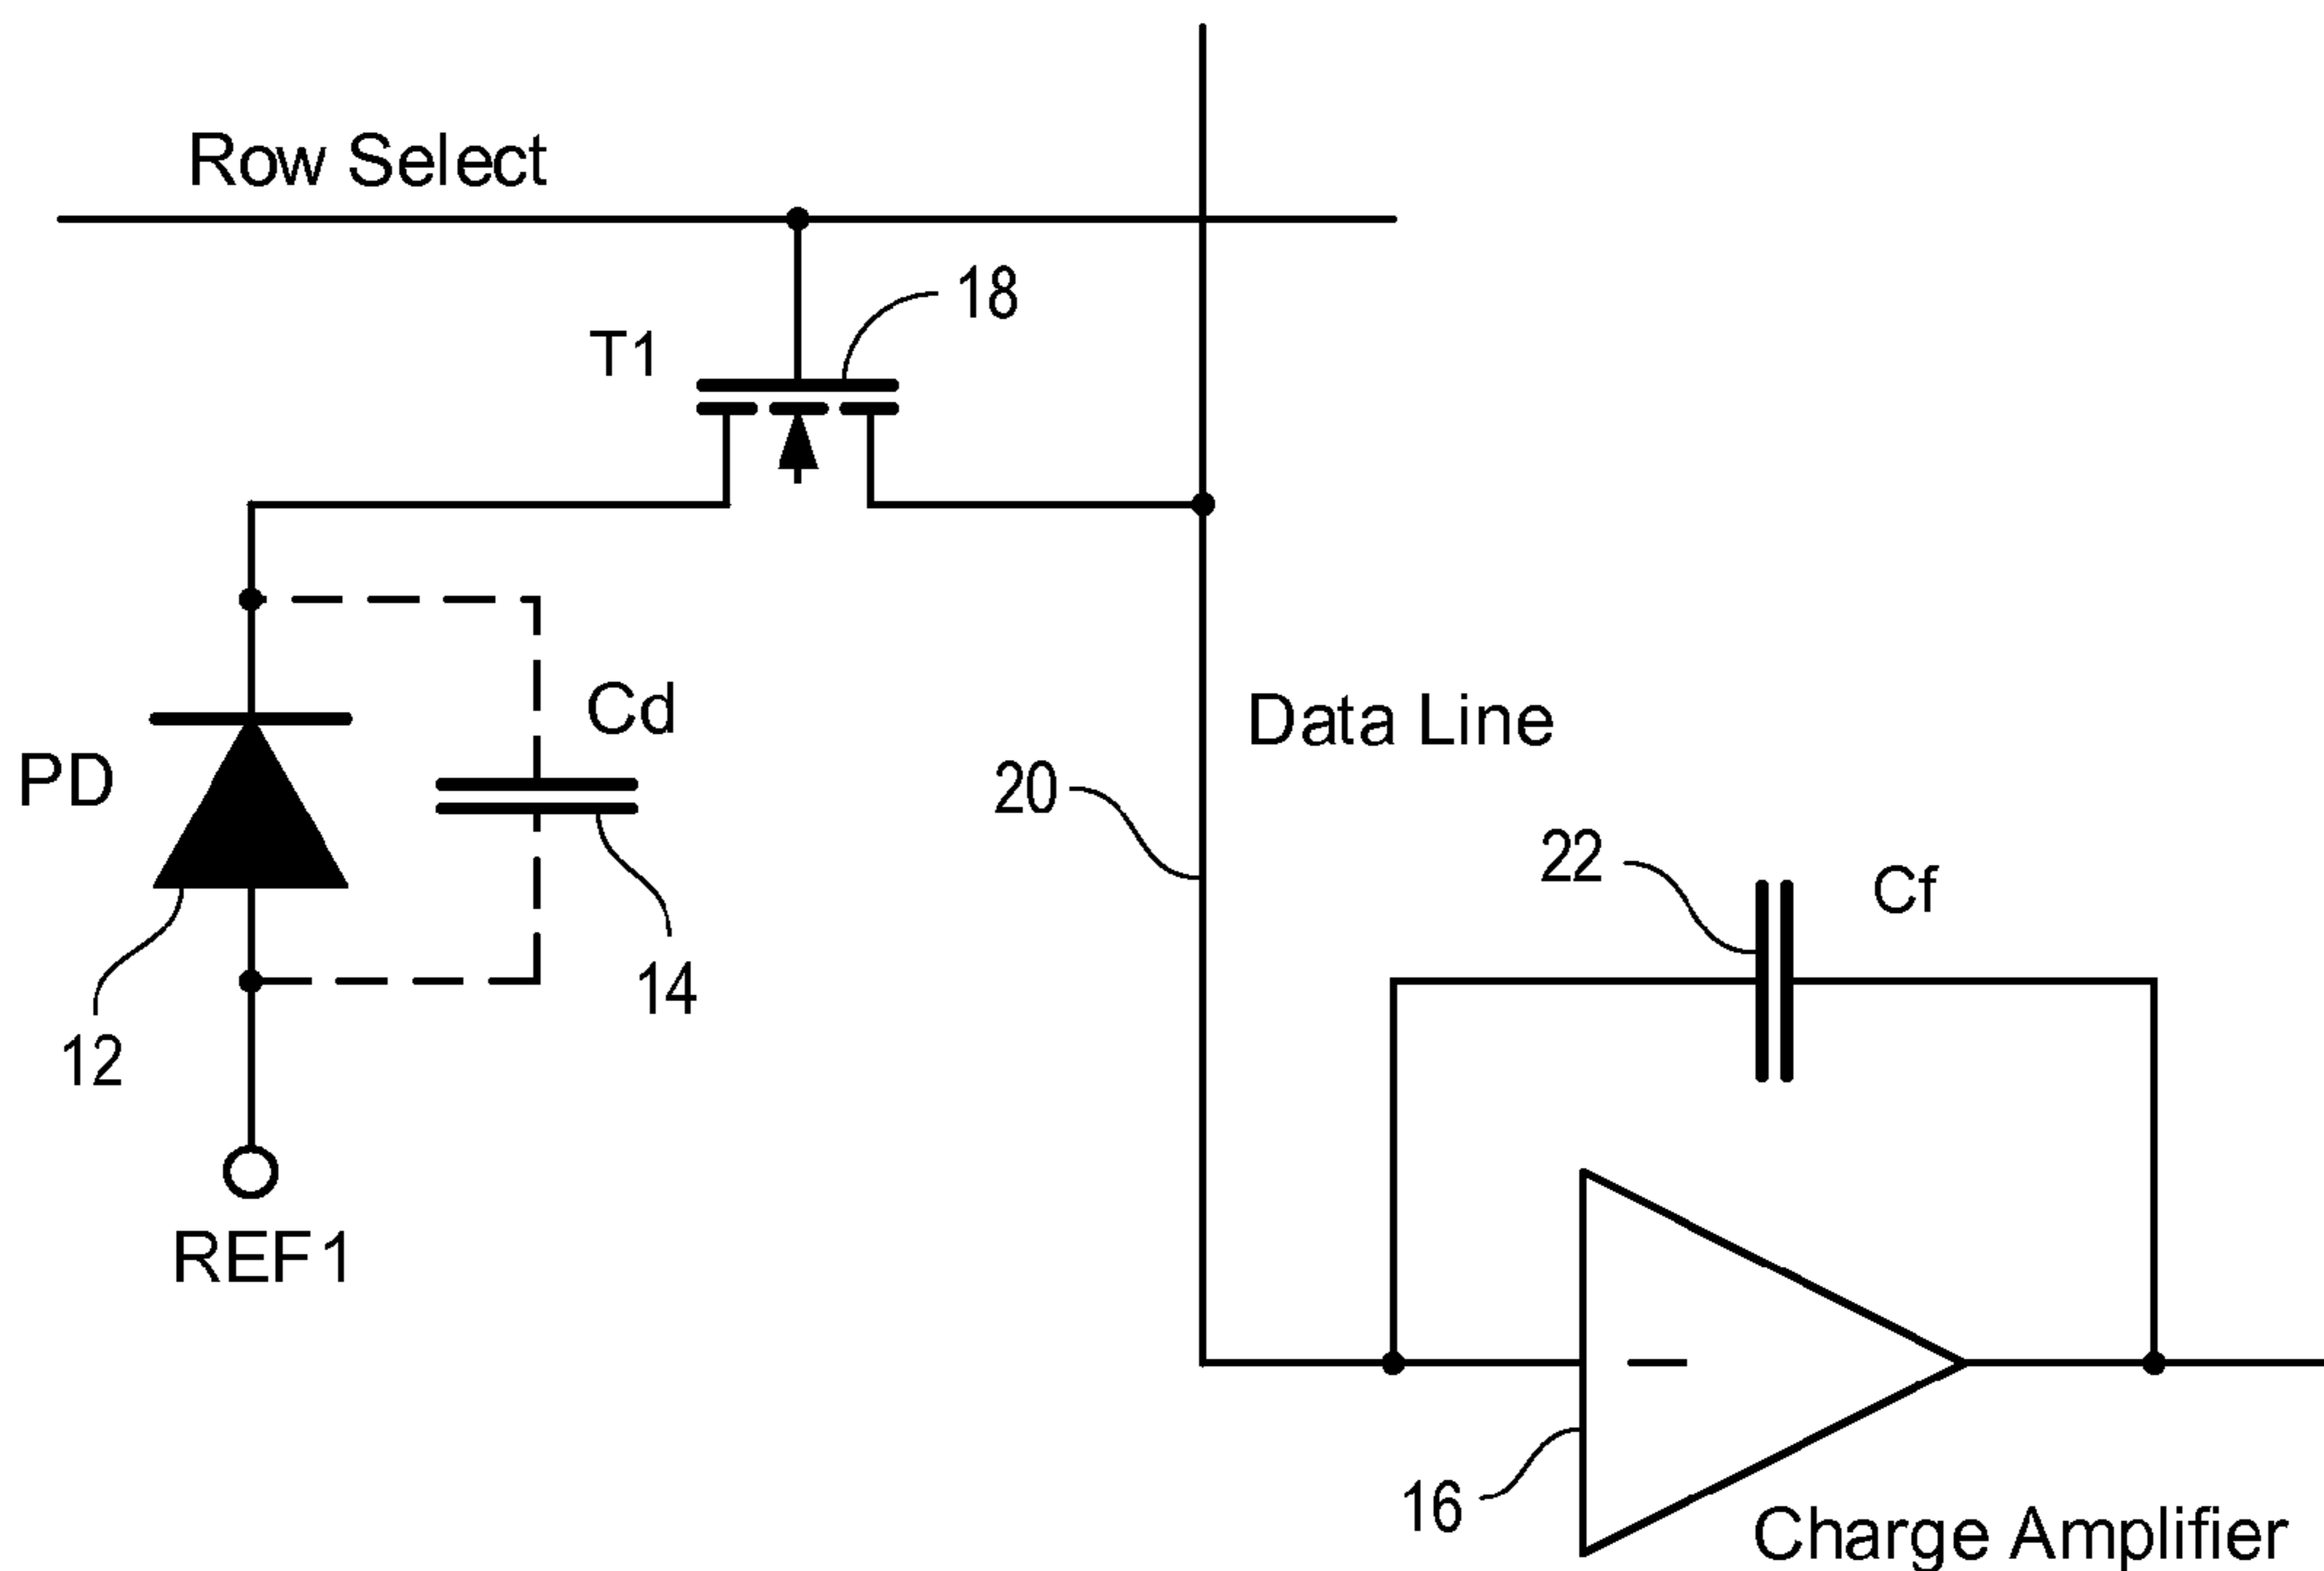 Row Select
18
T1
Cd
Data Line
PD
20
22
Cf
14
12
REF1
16
Charge Amplifier